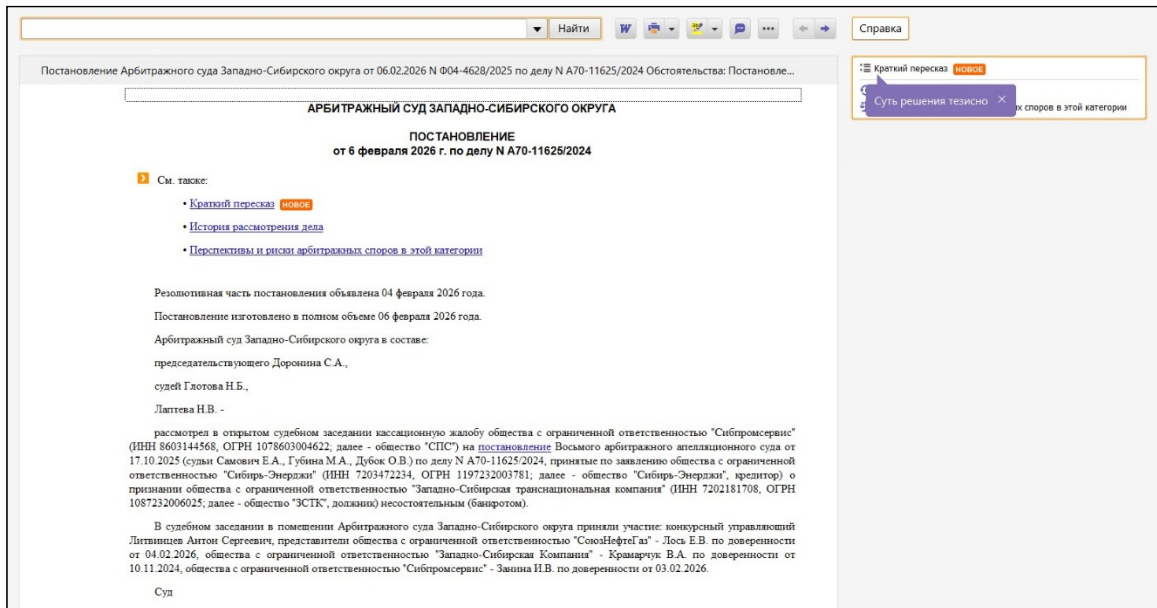 Найти
Справка
Постановление Арбитражного суда Западно-Сибирского округа от 06.02.2026 N Ф04-4628/2025 по делу N А70-11625/2024 Обстоятельства: Постановле...
Краткий пересказ НОВОЕ
Суть решения тезисно ×
х споров в этой категории
АРБИТРАЖНЫЙ СУД ЗАПАДНО-СИБИРСКОГО ОКРУГА
ПОСТАНОВЛЕНИЕ
от 6 февраля 2026 г. по делу N А70-11625/2024
См. также:
• Краткий пересказ НОВОЕ
• История рассмотрения дела
• Перспективы и риски арбитражных споров в этой категории
Резолютивная часть постановления объявлена 04 февраля 2026 года.
Постановление изготовлено в полном объеме 06 февраля 2026 года.
Арбитражный суд Западно-Сибирского округа в составе:
председательствующего Доронина С.А.,
судей Глотова Н.Б.,
Лаптева Н.В. -
рассмотрел в открытом судебном заседании кассационную жалобу общества с ограниченной ответственностью "Сибпромсервис"
(ИНН 8603144568, ОГРН 1078603004622; далее - общество "СПС") на постановление Восьмого арбитражного апелляционного суда от
17.10.2025 (судьи Самович Е.А., Губина М.А., Дубок О.В.) по делу N А70-11625/2024, принятые по заявлению общества с ограниченной
ответственностью "Сибирь-Энерджи" (ИНН 7203472234, ОГРН 1197232003781; далее - общество "Сибирь-Энерджи", кредитор) о
признании общества с ограниченной ответственностью "Западно-Сибирская транснациональная компания" (ИНН 7202181708, ОГРН
1087232006025; далее - общество "ЗСТК", должник) несостоятельным (банкротом).
В судебном заседании в помещении Арбитражного суда Западно-Сибирского округа приняли участие: конкурсный управляющий
Литвинцев Антон Сергеевич, представители общества с ограниченной ответственностью "СоюзНефтеГаз" - Лось Е.В. по доверенности
от 04.02.2026, общества с ограниченной ответственностью "Западно-Сибирская Компания" - Крамарчук В.А. по доверенности от
10.11.2024, общества с ограниченной ответственностью "Сибпромсервис" - Занина И.В. по доверенности от 03.02.2026.
Суд